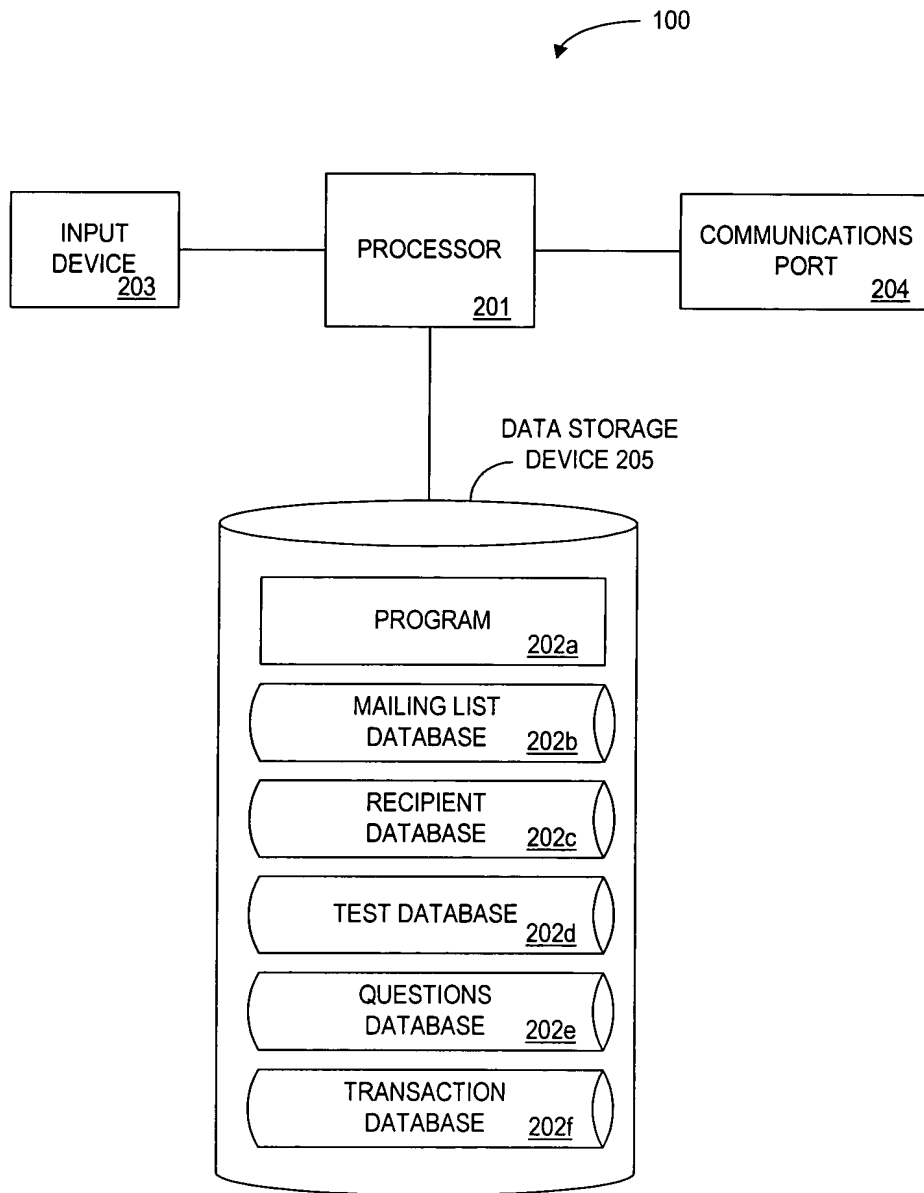 100
INPUT
DEVICE
203
PROCESSOR
201
COMMUNICATIONS
PORT
204
DATA STORAGE
DEVICE 205
PROGRAM
202a
MAILING LIST
DATABASE
202b
RECIPIENT
DATABASE
202c
TEST DATABASE
202d
QUESTIONS
DATABASE
202e
TRANSACTION
DATABASE
202f